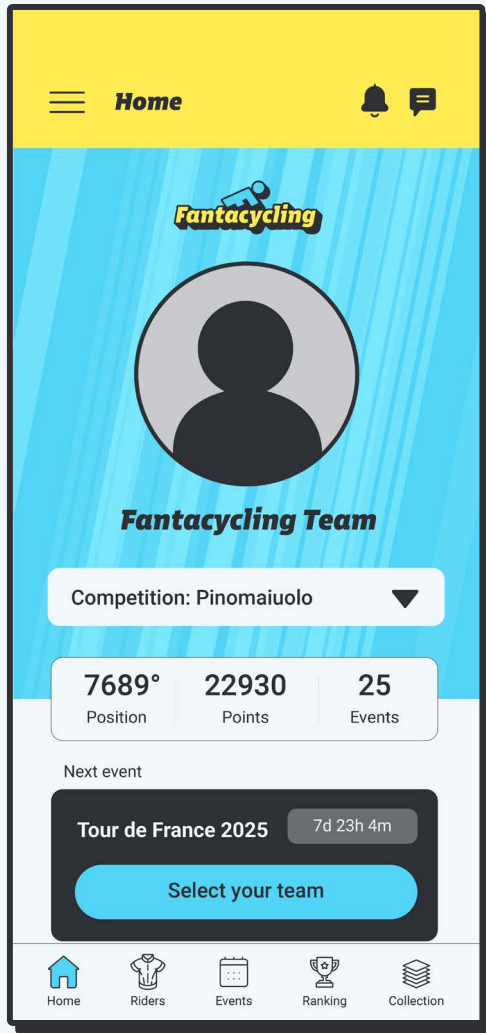 Home
Fantacycling
Fantacycling Team
Competition: Pinomaiuolo
7689° 22930 25
Position Points Events
Next event
Tour de France 2025 7d 23h 4m
Select your team
Home Riders Events Ranking Collection